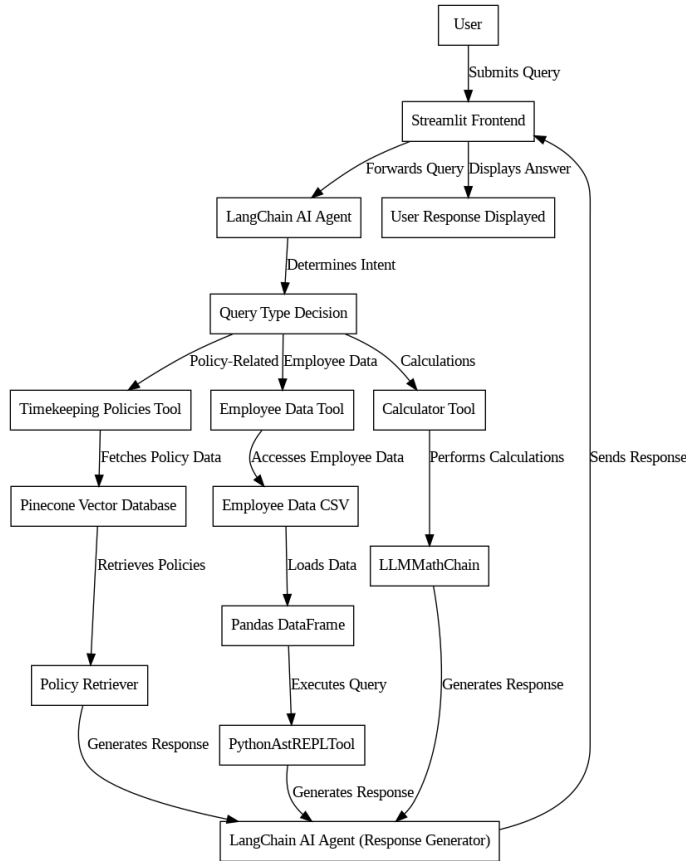 User
Submits Query
Streamlit Frontend
Forwards Query
Displays Answer
LangChain AI Agent
User Response Displayed
Determines Intent
Query Type Decision
Policy-Related
Employee Data
Calculations
Timekeeping Policies Tool
Employee Data Tool
Calculator Tool
Fetches Policy Data
Accesses Employee Data
Performs Calculations
Sends Response
Pinecone Vector Database
Employee Data CSV
Retrieves Policies
Loads Data
LLMMathChain
Pandas DataFrame
Policy Retriever
Executes Query
Generates Response
PythonAstREPLTool
Generates Response
Generates Response
LangChain AI Agent (Response Generator)